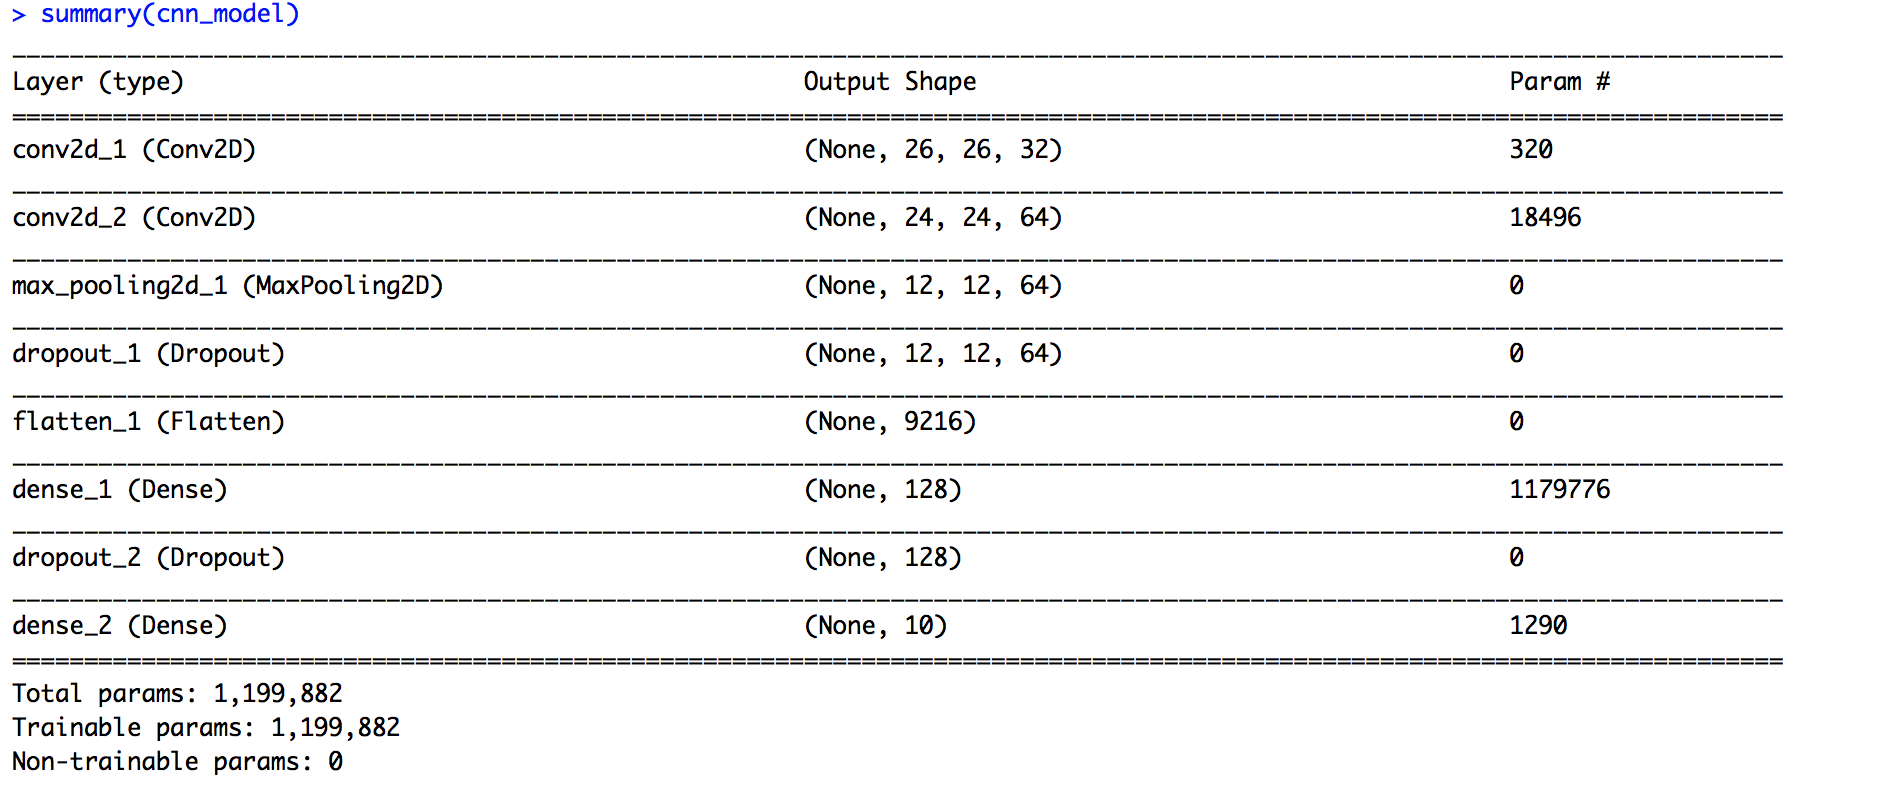 > summary(cnn_model)
Layer (type) Output Shape Param #
conv2d_1 (Conv2D) (None, 26, 26, 32) 320
conv2d_2 (Conv2D) (None, 24, 24, 64) 18496
max_pooling2d_1 (MaxPooling2D) (None, 12, 12, 64) 0
dropout_1 (Dropout) (None, 12, 12, 64) 0
flatten_1 (Flatten) (None, 9216) 0
dense_1 (Dense) (None, 128) 1179776
dropout_2 (Dropout) (None, 128) 0
dense_2 (Dense) (None, 10) 1290
Total params: 1,199,882
Trainable params: 1,199,882
Non-trainable params: 0